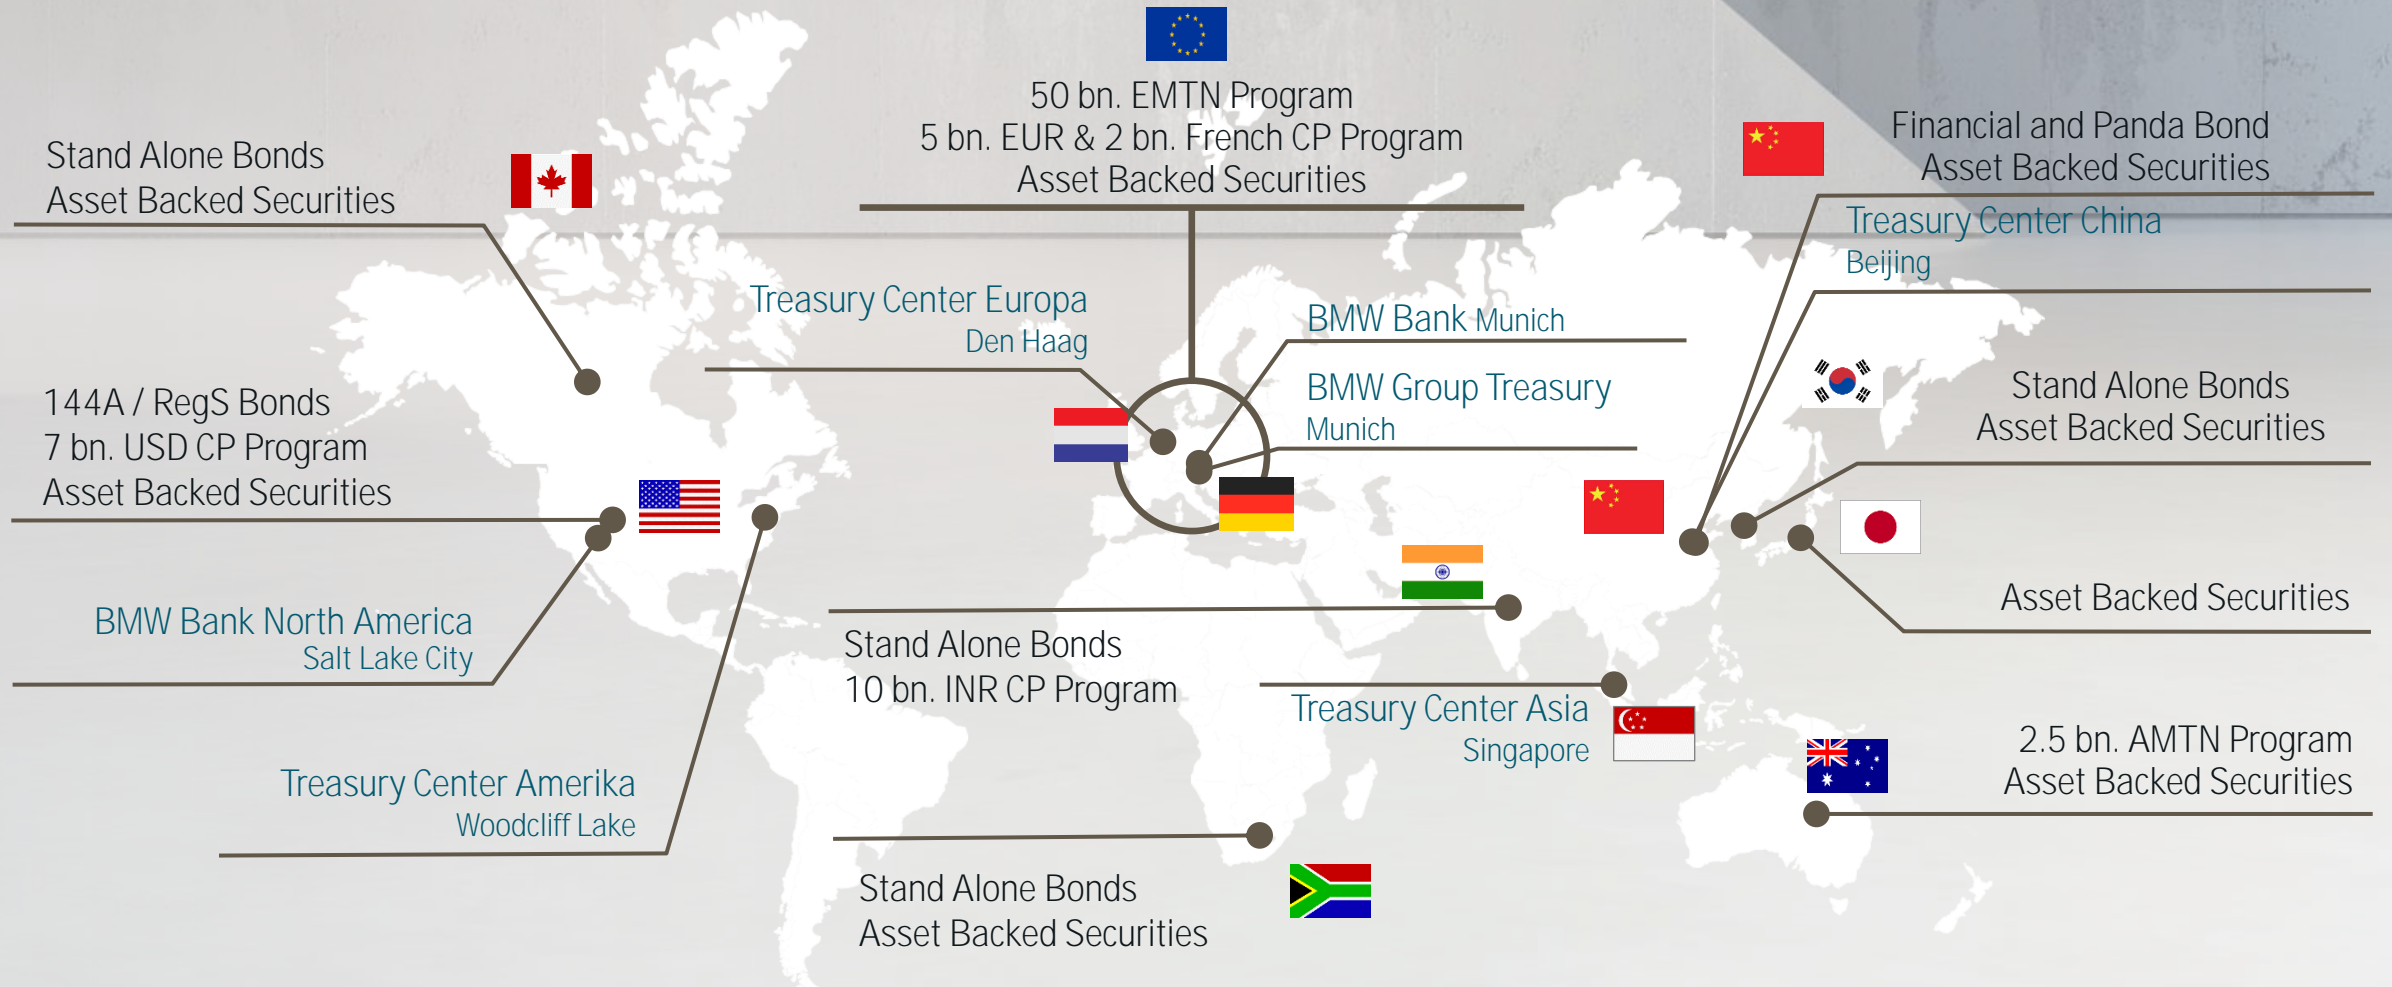 50 bn. EMTN Program
5 bn. EUR & 2 bn. French CP Program
Asset Backed Securities
Stand Alone Bonds
Asset Backed Securities
Financial and Panda Bond
Asset Backed Securities
Treasury Center China
Beijing
Treasury Center Europa
Den Haag
BMW Bank Munich
BMW Group Treasury
Munich
144A / RegS Bonds
7 bn. USD CP Program
Asset Backed Securities
Stand Alone Bonds
Asset Backed Securities
Asset Backed Securities
BMW Bank North America
Salt Lake City
Stand Alone Bonds
10 bn. INR CP Program
Treasury Center Asia
Singapore
2.5 bn. AMTN Program
Asset Backed Securities
Treasury Center Amerika
Woodcliff Lake
Stand Alone Bonds
Asset Backed Securities